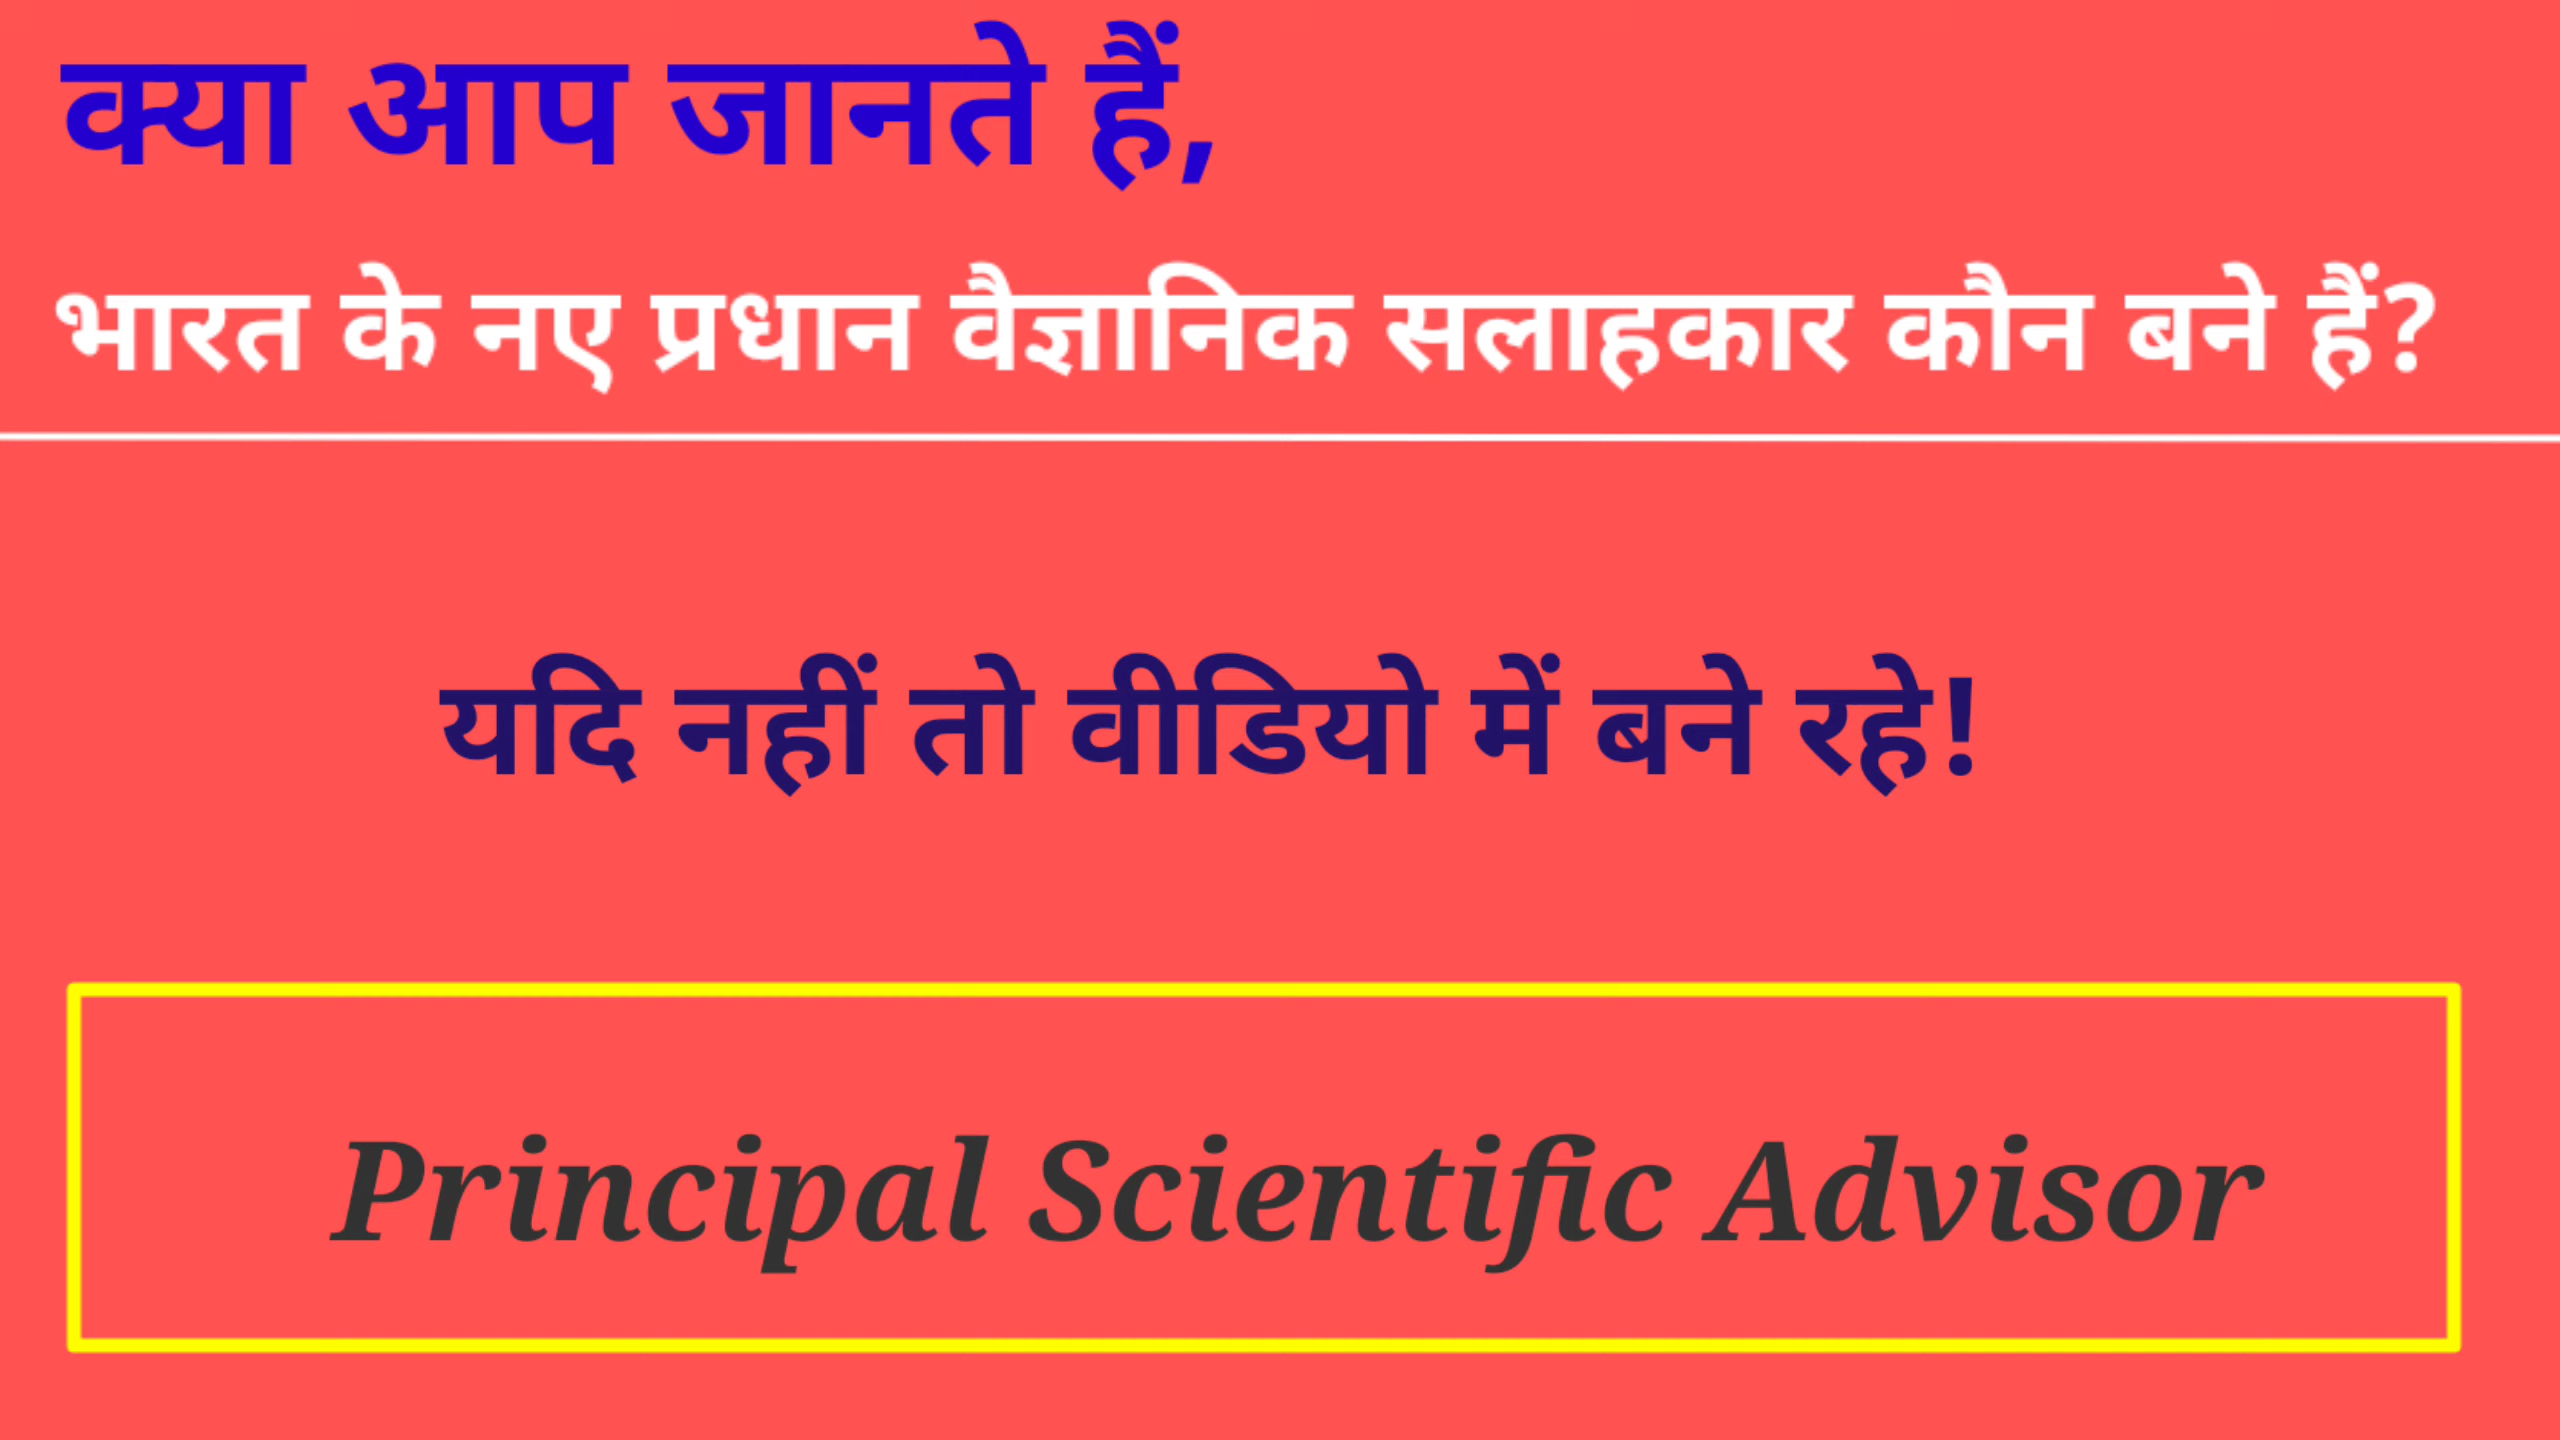 क्या आप जानते हैं,
भारत के नए प्रधान वैज्ञानिक सलाहकार कौन बने हैं?
यदि नहीं तो वीडियो में बने रहे!
Principal Scientific Advisor